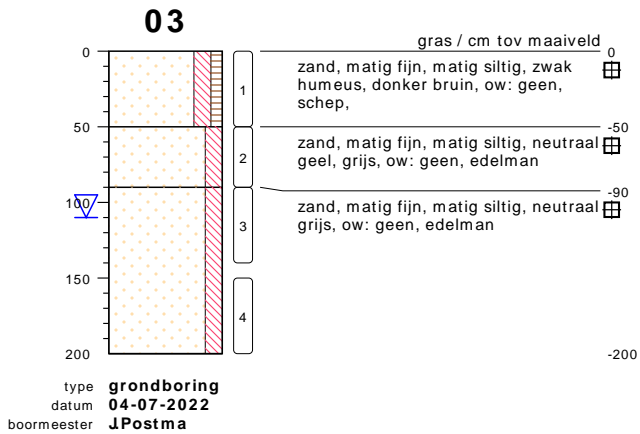 03
gras / cm tov maaiveld
0
0
zand, matig fijn, matig siltig, zwak
humeus, donker bruin, ow: geen,
schep,
1
50
-50
zand, matig fijn, matig siltig, neutraal
geel, grijs, ow: geen, edelman
2
-90
100
zand, matig fijn, matig siltig, neutraal
grijs, ow: geen, edelman
3
150
4
200
-200
type grondboring
datum 04-07-2022
boormeester J.Postma